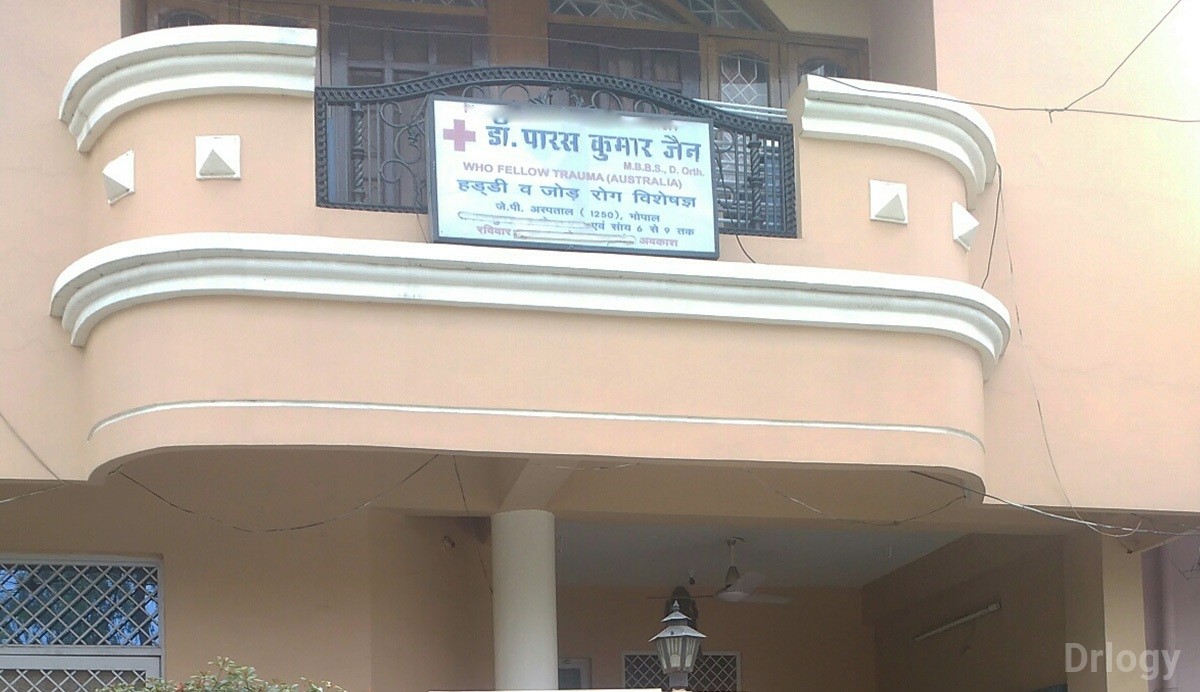 डॉ. पारस कुमार जैन
M.B.B.S., D. Orth.
WHO FELLOW TRAUMA (AUSTRALIA)
हड्डी व जोड़ रोग विशेषज्ञ
जे.पी. अस्पताल ( 1250), भोपाल
एवं सांय 6 से 9 तक
रविवार अवकाश
Drlogy